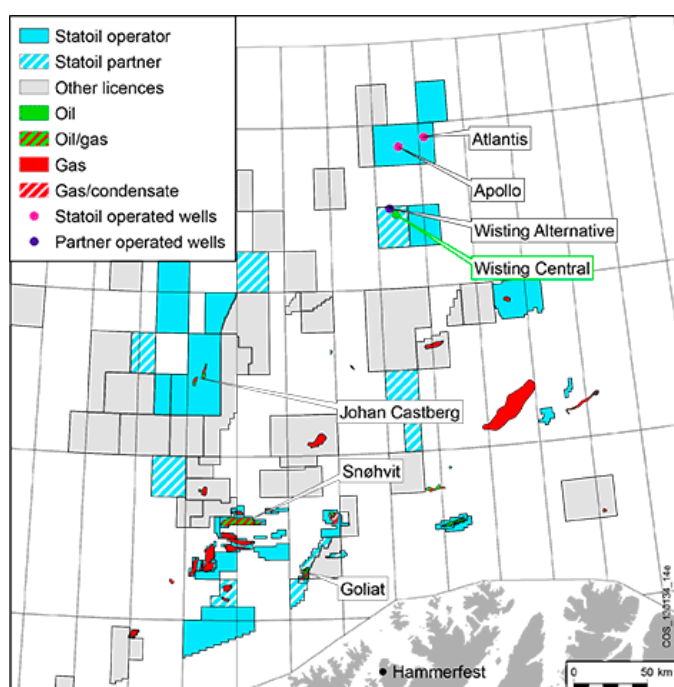 Statoil operator
Statoil partner
Other licences
Oil
Oil/gas
Gas
Gas/condensate
Statoil operated wells
Partner operated wells
Atlantis
Apollo
Wisting Alternative
Wisting Central
Johan Castberg
Snøhvit
Goliat
Hammerfest
0 50 km